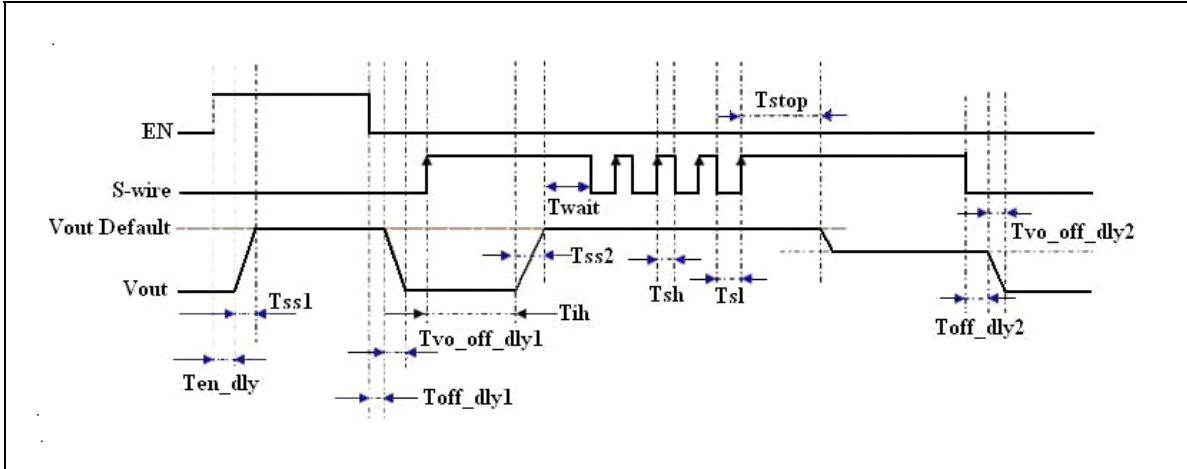 Tstop
EN
S-wire
Twait
Vout Default
Tvo_off_dly2
Tss2
Vout
Tsh
Tsl
Tss1
Tih
Toff_dly2
Tvo_off_dly1
Ten_dly
Toff_dly1